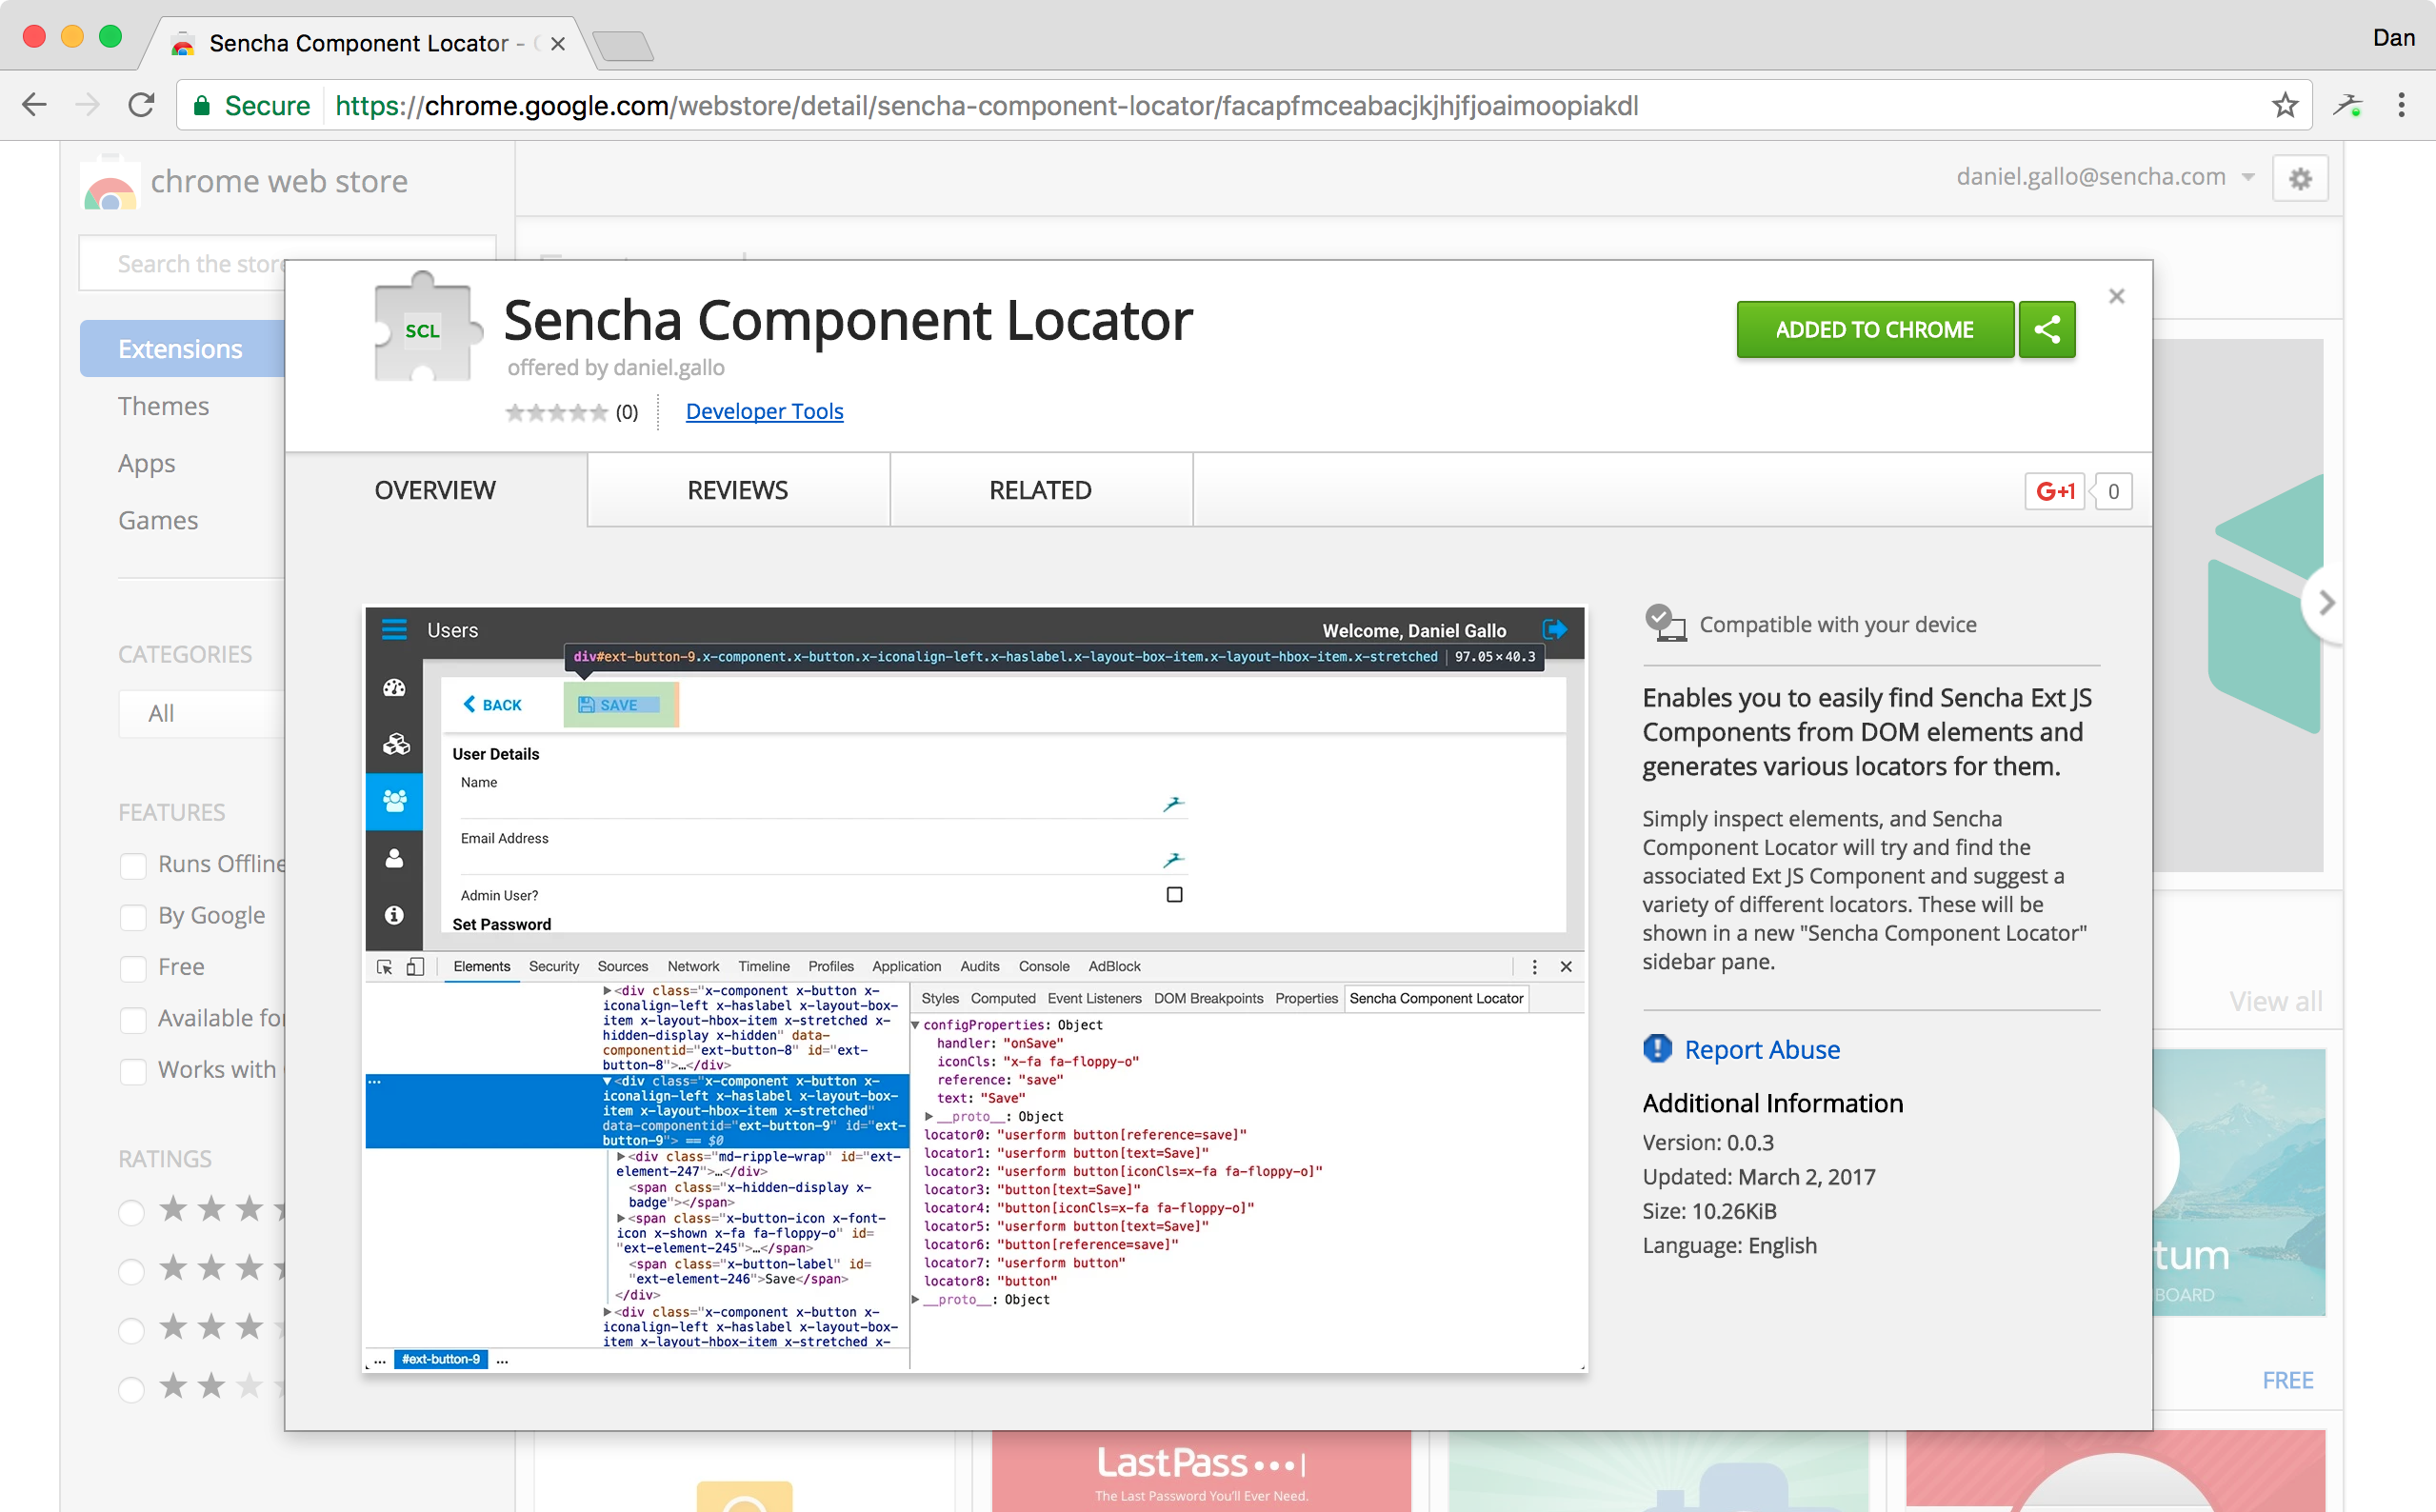 Sencha Component Locator -
Dan
Secure
https://chrome.google.com/webstore/detail/sencha-component-locator/facapfmceabacjkjhjfjoaimoopiakdl
chrome web store
daniel.gallo@sencha.com
Search the store
Extensions
Themes
Apps
Games
CATEGORIES
All
FEATURES
Runs Offline
By Google
Free
Available for
Works with
RATINGS
SCL
Sencha Component Locator
offered by daniel.gallo
(0)
Developer Tools
ADDED TO CHROME
OVERVIEW
REVIEWS
RELATED
G+1
0
Users
Welcome, Daniel Gallo
div#ext-button-9.x-component.x-button.x-iconalign-left.x-haslabel.x-layout-box-item.x-layout-hbox-item.x-stretched | 97.05×40.3
BACK
SAVE
User Details
Name
Email Address
Admin User?
Set Password
Elements Security Sources Network Timeline Profiles Application Audits Console AdBlock
▶<div class="x-component x-button x-
iconalign-left x-haslabel x-layout-box-
item x-layout-hbox-item x-stretched x-
hidden-display x-hidden" data-
componentid="ext-button-8" id="ext-
button-8">…</div>
...
▼<div class="x-component x-button x-
iconalign-left x-haslabel x-layout-box-
item x-layout-hbox-item x-stretched"
data-componentid="ext-button-9" id="ext-
button-9"> == $0
▶<div class="md-ripple-wrap" id="ext-
element-247">…</div>
<span class="x-hidden-display x-
badge"></span>
▶<span class="x-button-icon x-font-
icon x-shown x-fa fa-floppy-o" id=
"ext-element-245">…</span>
<span class="x-button-label" id=
"ext-element-246">Save</span>
</div>
▶<div class="x-component x-button x-
iconalign-left x-haslabel x-layout-box-
item x-layout-hbox-item x-stretched x-
... #ext-button-9 ...
Styles Computed Event Listeners DOM Breakpoints Properties Sencha Component Locator
▼configProperties: Object
handler: "onSave"
iconCls: "x-fa fa-floppy-o"
reference: "save"
text: "Save"
▶__proto__: Object
locator0: "userform button[reference=save]"
locator1: "userform button[text=Save]"
locator2: "userform button[iconCls=x-fa fa-floppy-o]"
locator3: "button[text=Save]"
locator4: "button[iconCls=x-fa fa-floppy-o]"
locator5: "userform button[text=Save]"
locator6: "button[reference=save]"
locator7: "userform button"
locator8: "button"
▶__proto__: Object
Compatible with your device
Enables you to easily find Sencha Ext JS
Components from DOM elements and
generates various locators for them.
Simply inspect elements, and Sencha
Component Locator will try and find the
associated Ext JS Component and suggest a
variety of different locators. These will be
shown in a new "Sencha Component Locator"
sidebar pane.
Report Abuse
Additional Information
Version: 0.0.3
Updated: March 2, 2017
Size: 10.26KiB
Language: English
View all
tum
BOARD
FREE
LastPass
The Last Password You'll Ever Need.